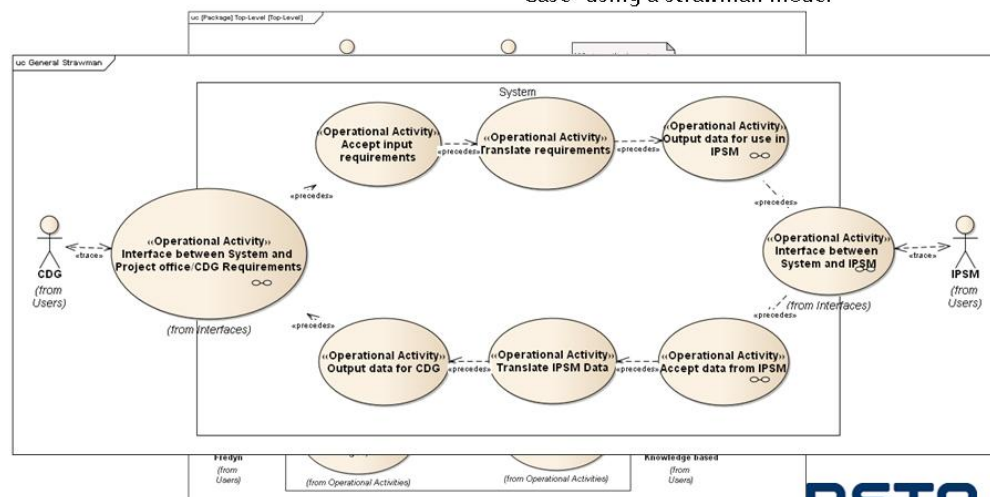 Case" using a strawman model
uc [Package] Top-Level [Top-Level]
uc General Strawman
System
«Operational Activity»
Accept input
requirements
«precedes»
«Operational Activity»
Translate requirements
«precedes»
«Operational Activity»
Output data for use in
IPSM
«precedes»
«precedes»
CDG
(from
Users)
«trace»
«Operational Activity»
Interface between System and
Project office/CDG Requirements
(from Interfaces)
«Operational Activity»
Interface between
System and IPSM
(from Interfaces)
«trace»
IPSM
(from
Users)
«precedes»
«precedes»
«Operational Activity»
Output data for CDG
«precedes»
«Operational Activity»
Translate IPSM Data
«precedes»
«Operational Activity»
Accept data from IPSM
Fredyn
(from
Users)
(from Operational Activities)
(from Operational Activities)
Knowledge based
(from
Users)